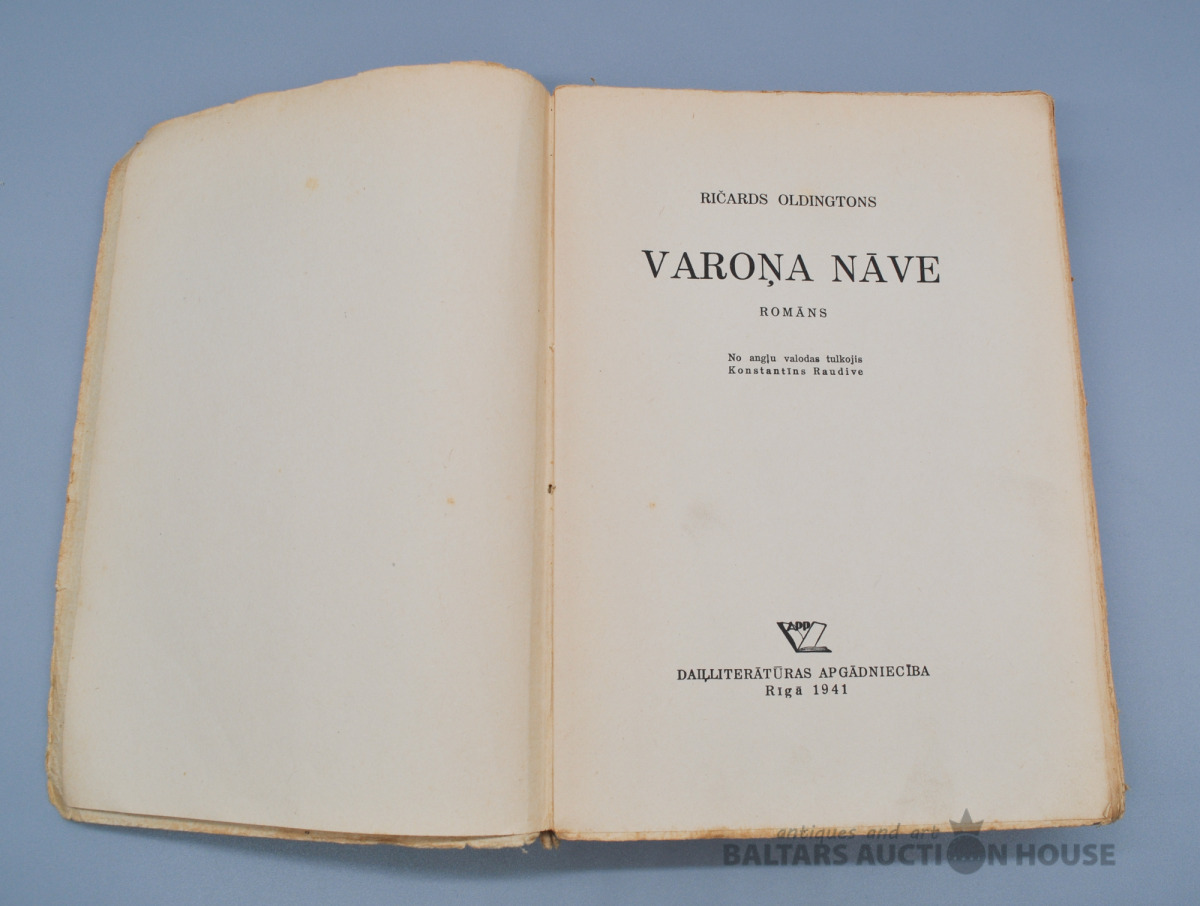 RIČARDS OLDINGTONS
VAROŅA NĀVE
ROMĀNS
No angļu valodas tulkojis
Konstantīns Raudive
APP
DAIĻLITERĀTŪRAS APGĀDNIECĪBA
Rīgā 1941
antiques and art
BALTARS AUCTION HOUSE